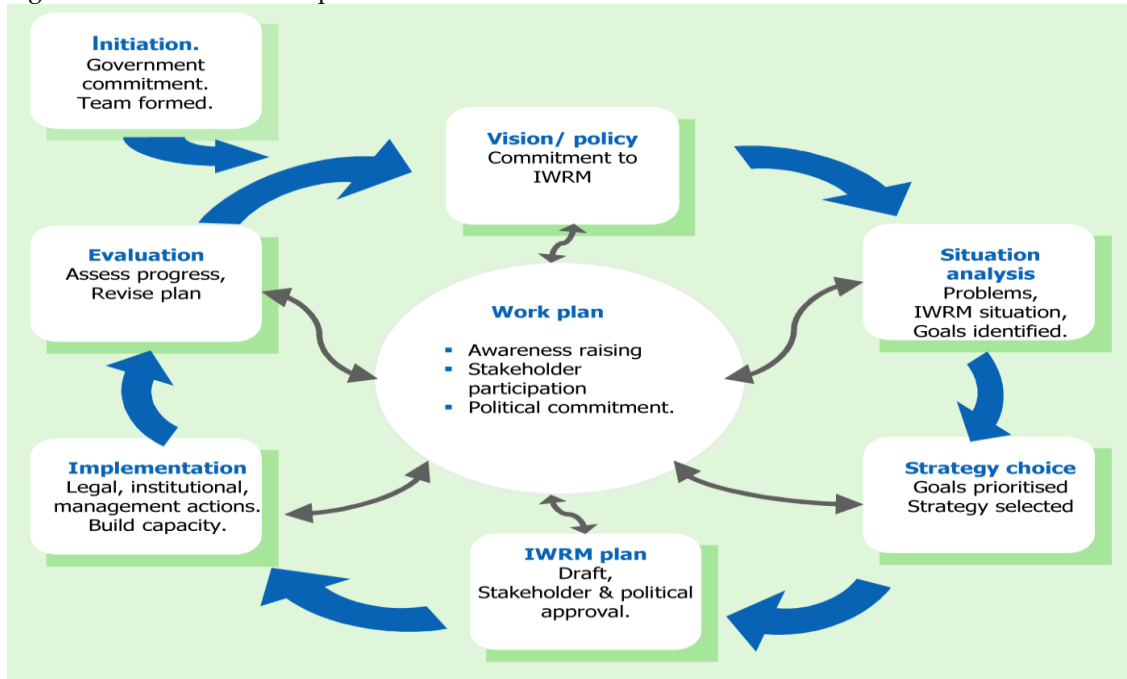 Initiation.
Government
commitment.
Team formed.
Vision/ policy
Commitment to
IWRM
Situation
analysis
Problems,
IWRM situation,
Goals identified.
Strategy choice
Goals prioritised
Strategy selected
IWRM plan
Draft,
Stakeholder & political
approval.
Implementation
Legal, institutional,
management actions.
Build capacity.
Evaluation
Assess progress,
Revise plan
Work plan
▪ Awareness raising
▪ Stakeholder
participation
▪ Political commitment.